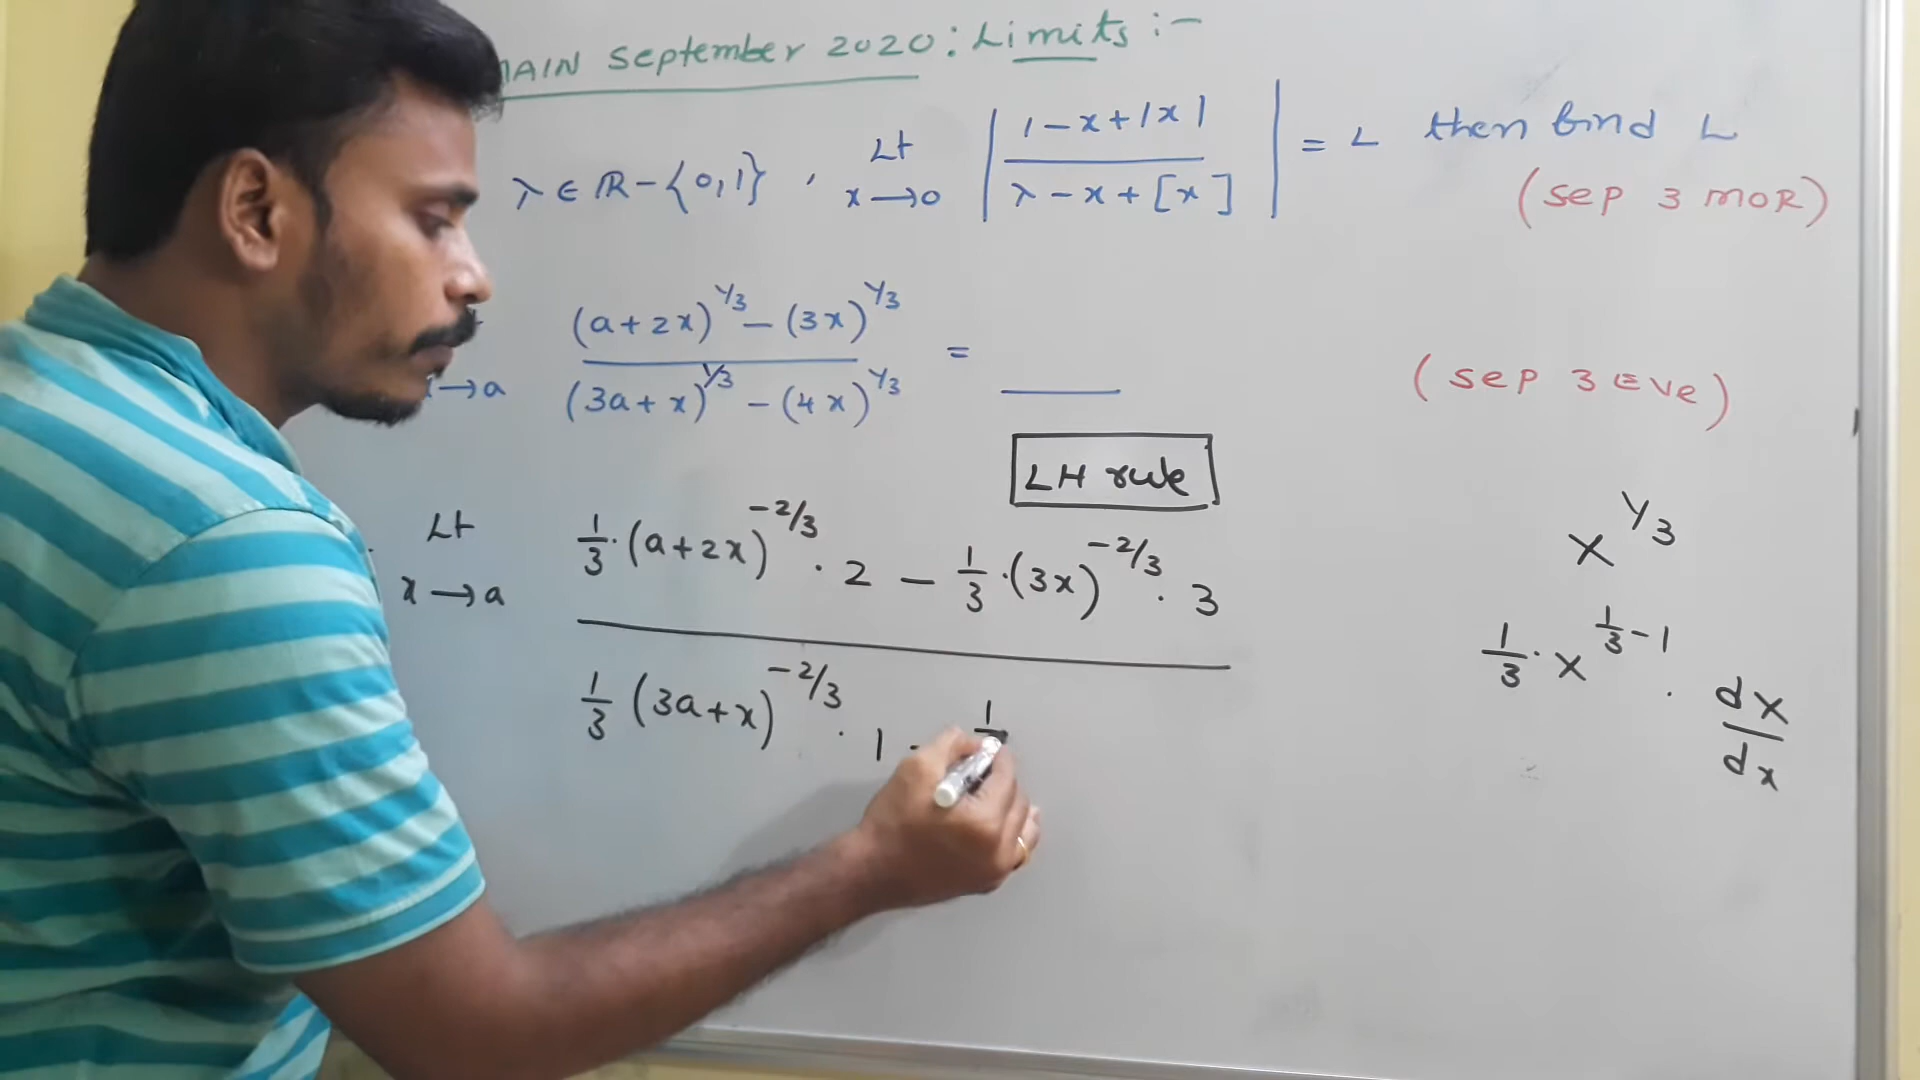 MAIN September 2020: Limits :-
λ ∈ R - {0,1} , Lt x→0 | (1-x+|x|) / (λ-x+[x]) | = L then find L
(Sep 3 MOR)
x→a ((a+2x)^1/3 - (3x)^1/3) / ((3a+x)^1/3 - (4x)^1/3) = ____
(Sep 3 Eve)
LH rule
Lt x→a
1/3·(a+2x)^-2/3 · 2 - 1/3·(3x)^-2/3 · 3
1/3 (3a+x)^-2/3 · 1 - 1
x^1/3
1/3 · x^1/3-1 · dx/dx